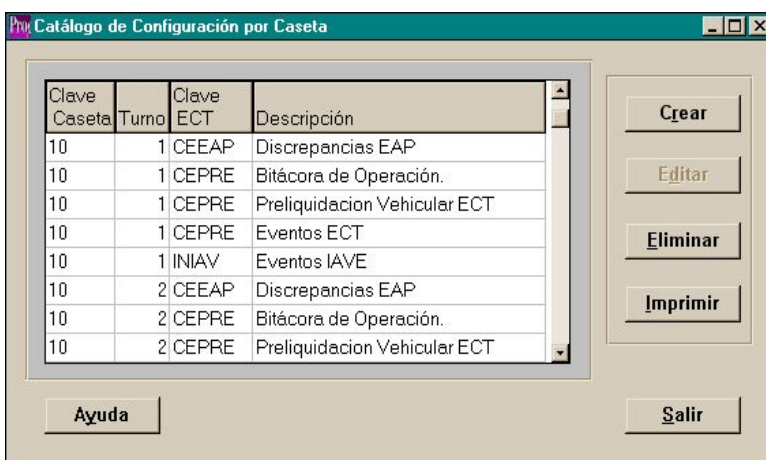 Catálogo de Configuración por Caseta
Clave Caseta Turno Clave ECT Descripción
10 1 CEEAP Discrepancias EAP
10 1 CEPRE Bitácora de Operación.
10 1 CEPRE Preliquidacion Vehicular ECT
10 1 CEPRE Eventos ECT
10 1 INIAV Eventos IAVE
10 2 CEEAP Discrepancias EAP
10 2 CEPRE Bitácora de Operación.
10 2 CEPRE Preliquidacion Vehicular ECT
Crear
Editar
Eliminar
Imprimir
Ayuda
Salir